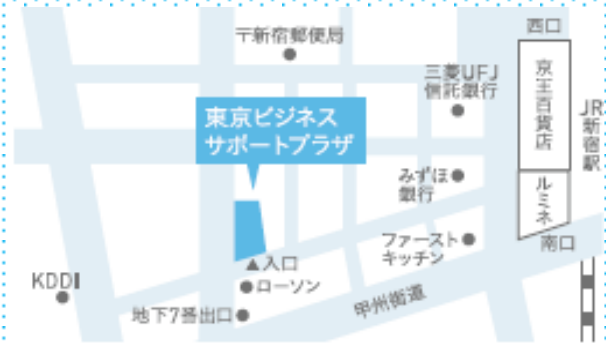 西口
〒新宿郵便局
三菱UFJ
信託銀行
京王百貨店
JR新宿駅
東京ビジネス
サポートプラザ
みずほ
銀行
ルミネ
ファースト
キッチン
南口
▲入口
KDDI
ローソン
甲州街道
地下7番出口